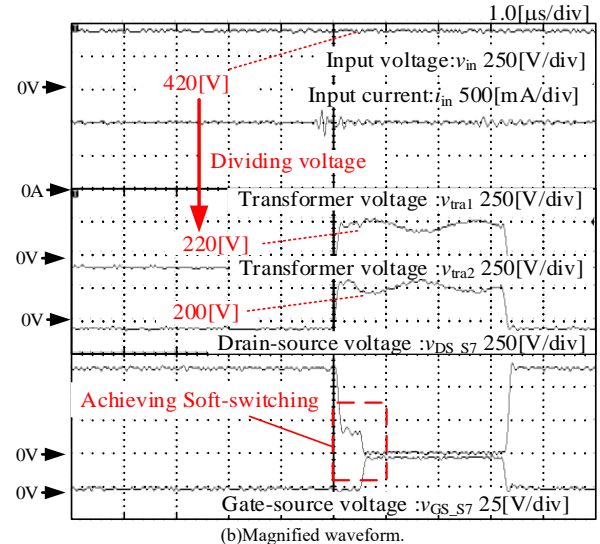 1.0[μs/div]
Input voltage:vin 250[V/div]
0V
420[V]
Input current:iin 500[mA/div]
Dividing voltage
0A
Transformer voltage :vtra1 250[V/div]
220[V]
0V
Transformer voltage :vtra2 250[V/div]
200[V]
0V
Drain-source voltage :vDS_S7 250[V/div]
Achieving Soft-switching
0V
0V
Gate-source voltage :vGS_S7 25[V/div]
(b)Magnified waveform.